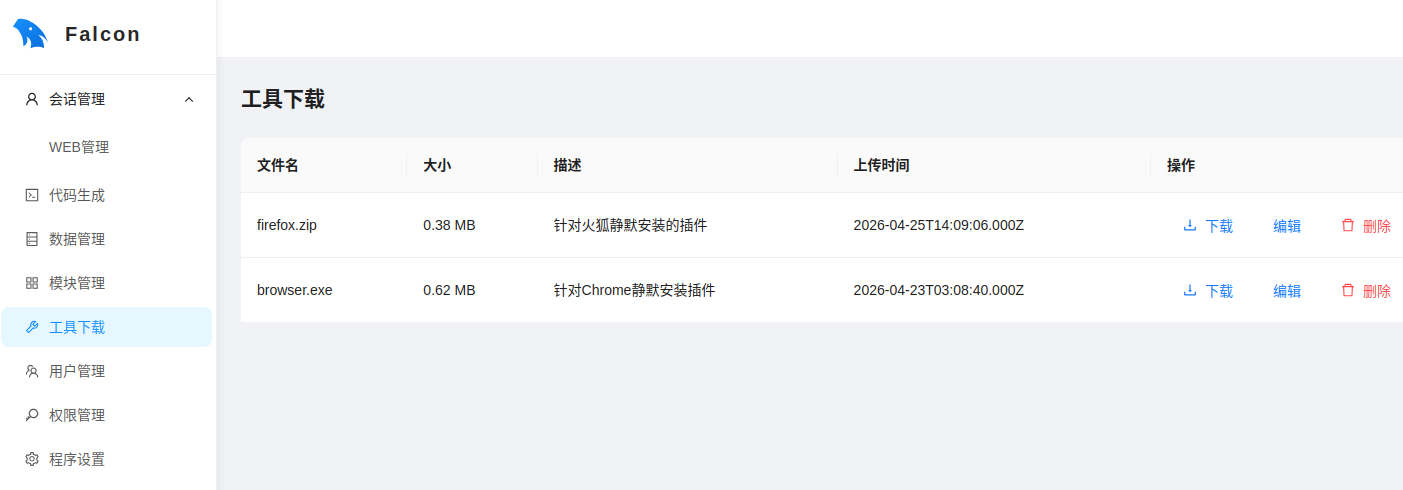 Falcon
会话管理
WEB管理
代码生成
数据管理
模块管理
工具下载
用户管理
权限管理
程序设置
工具下载
文件名 大小 描述 上传时间 操作
firefox.zip 0.38 MB 针对火狐静默安装的插件 2026-04-25T14:09:06.000Z 下载 编辑 删除
browser.exe 0.62 MB 针对Chrome静默安装插件 2026-04-23T03:08:40.000Z 下载 编辑 删除